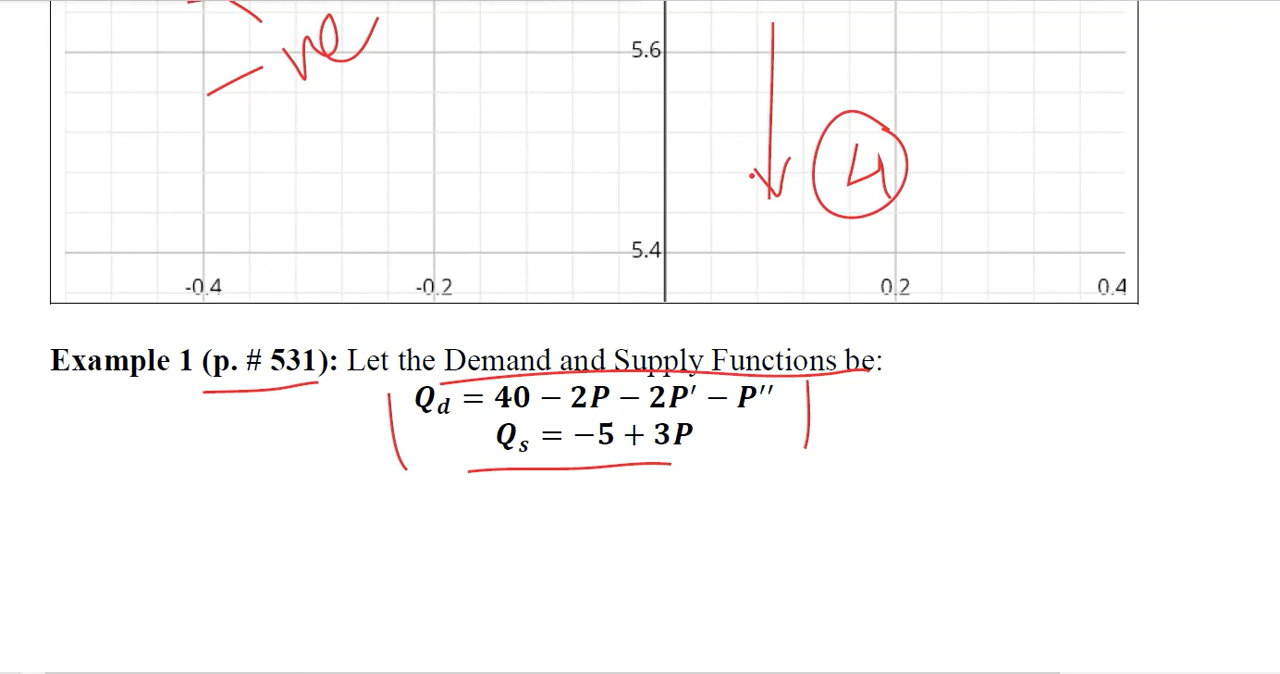 ve
5.6
4
5.4
-0.4 -0.2 0.2 0.4
Example 1 (p. # 531): Let the Demand and Supply Functions be:
Q_d = 40 − 2P − 2P′ − P″
Q_s = −5 + 3P